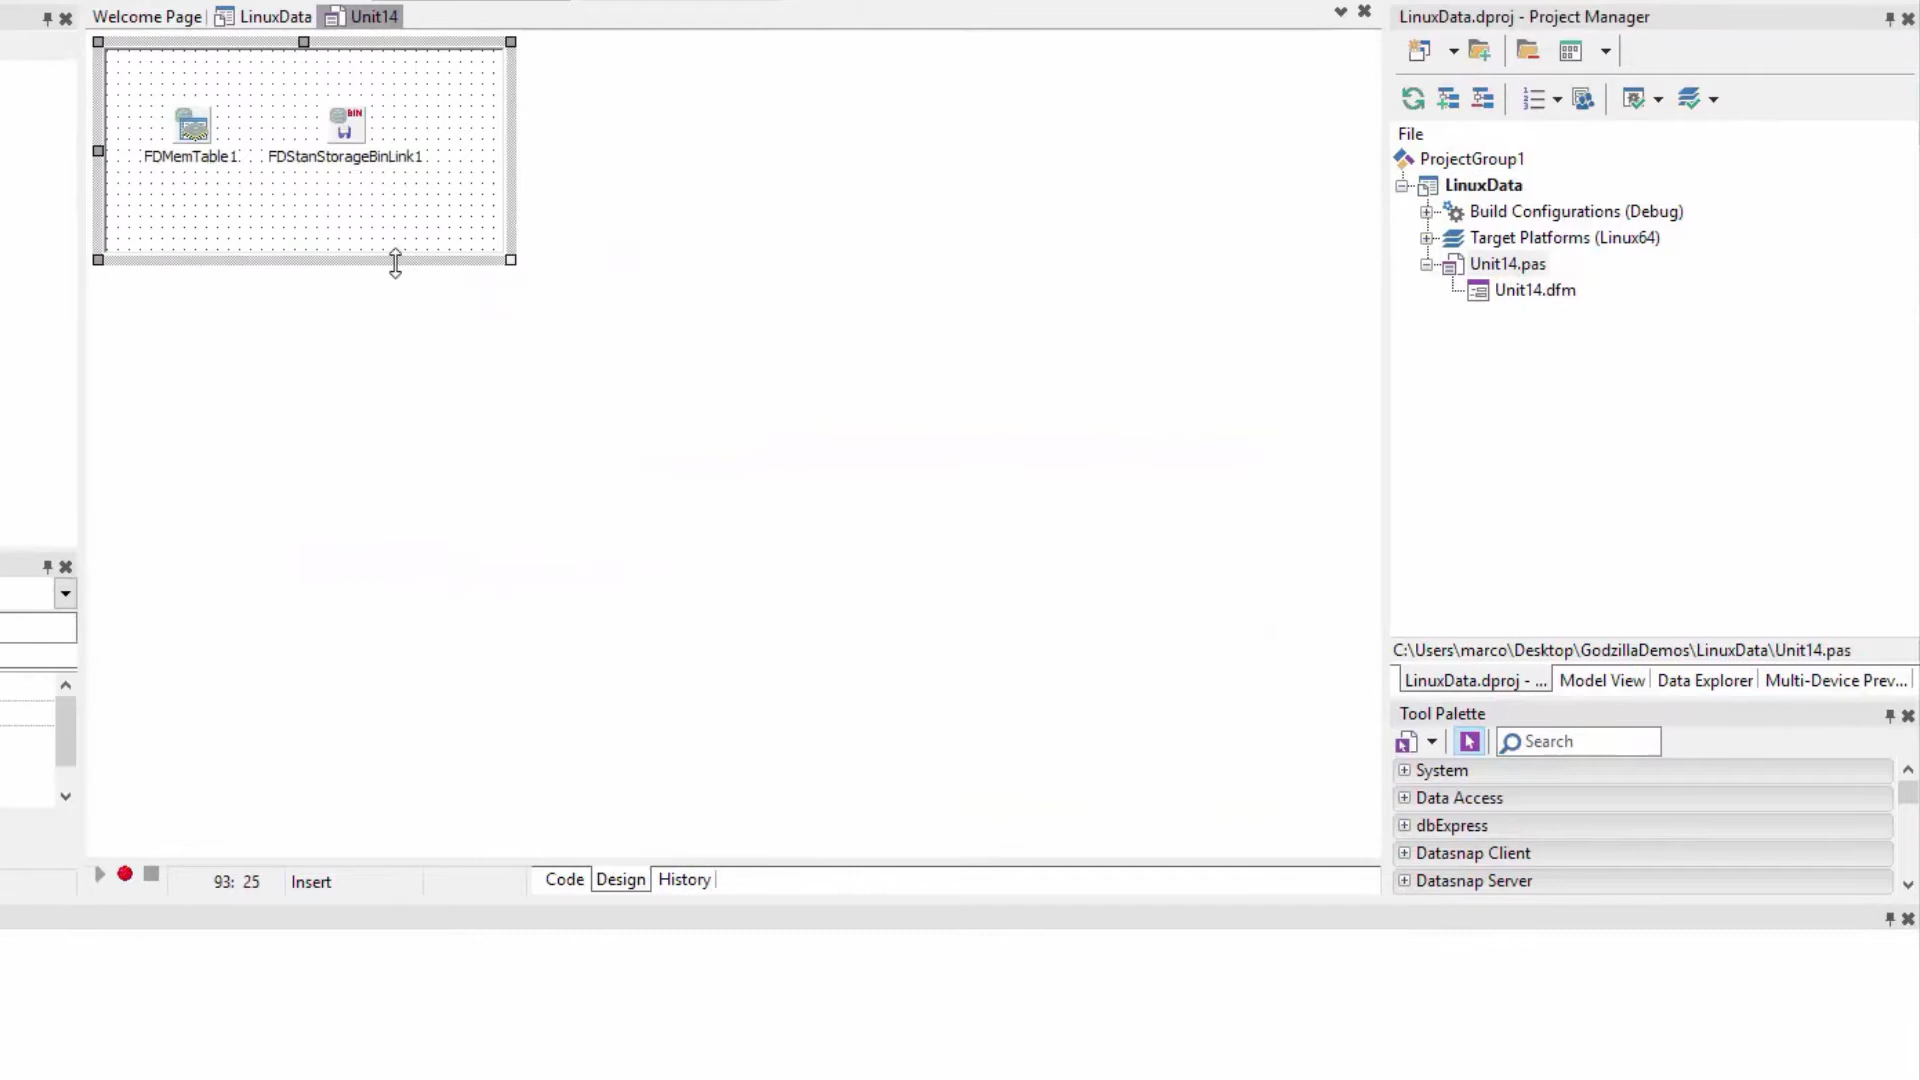 Welcome Page
LinuxData
Unit14
BIN
FDMemTable1
FDStanStorageBinLink1
93: 25
Insert
Code
Design
History
LinuxData.dproj - Project Manager
File
ProjectGroup1
LinuxData
Build Configurations (Debug)
Target Platforms (Linux64)
Unit14.pas
Unit14.dfm
C:\Users\marco\Desktop\GodzillaDemos\LinuxData\Unit14.pas
LinuxData.dproj - ...
Model View
Data Explorer
Multi-Device Prev...
Tool Palette
Search
System
Data Access
dbExpress
Datasnap Client
Datasnap Server